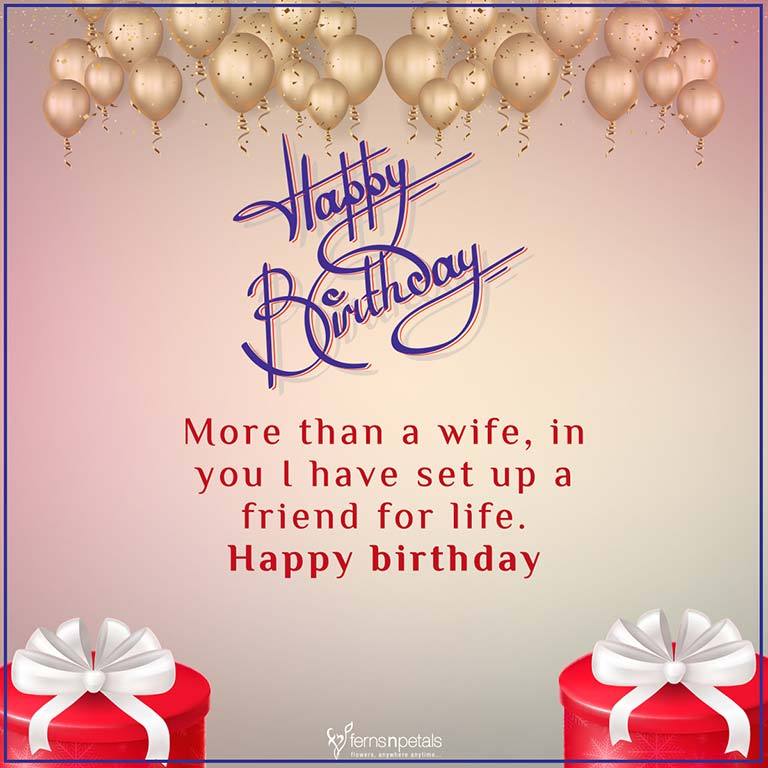 Happy
Birthday
More than a wife, in
you I have set up a
friend for life.
Happy birthday
fernsnpetals
flowers, anywhere anytime...